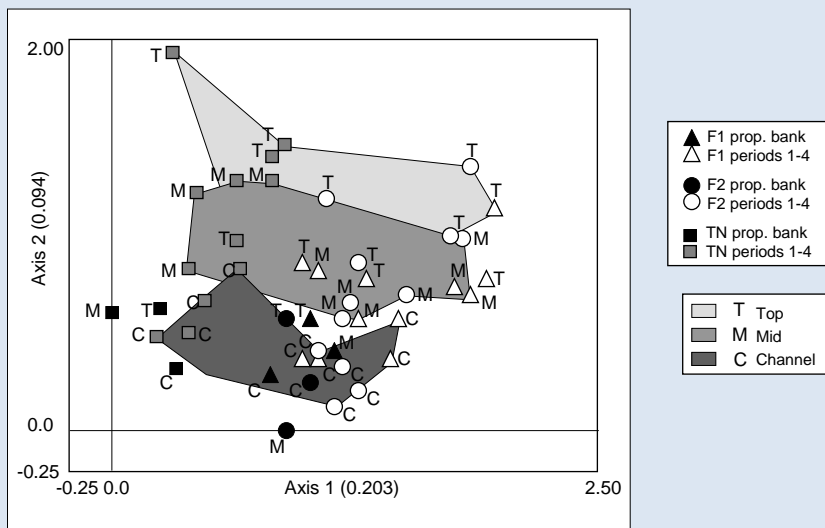 2.00
T
T
T
T
M
M
T
T
M
T
T
M
T
M
T
T
M
M
C
T
M
T
M
C
M
M
M
M
T
T
T
M
C
C
C
C
M
C
C
C
C
C
C
C
C
C
M
Axis 2 (0.094)
0.0
-0.25
-0.25 0.0
Axis 1 (0.203)
2.50
F1 prop. bank
F1 periods 1-4
F2 prop. bank
F2 periods 1-4
TN prop. bank
TN periods 1-4
T Top
M Mid
C Channel